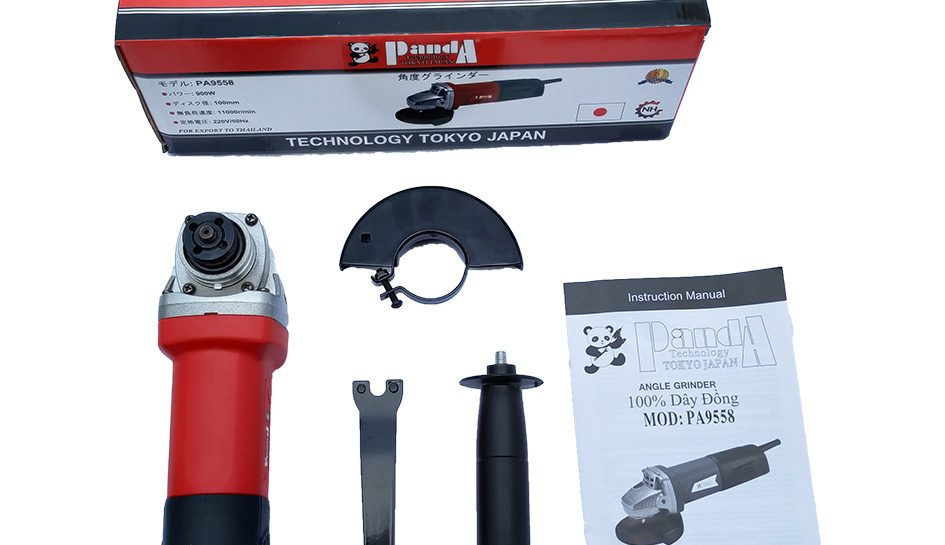 Panda
Technology
TOKYO JAPAN
モデル: PA9558
角度グラインダー
• パワー: 900W
• ディスク径: 100mm
• 無負荷速度: 11000r/min
• 定格電圧: 220V/50Hz
FOR EXPORT TO THAILAND
NH
TECHNOLOGY TOKYO JAPAN
Instruction Manual
Panda
Technology
TOKYO JAPAN
ANGLE GRINDER
100% Dây Đồng
MOD: PA9558